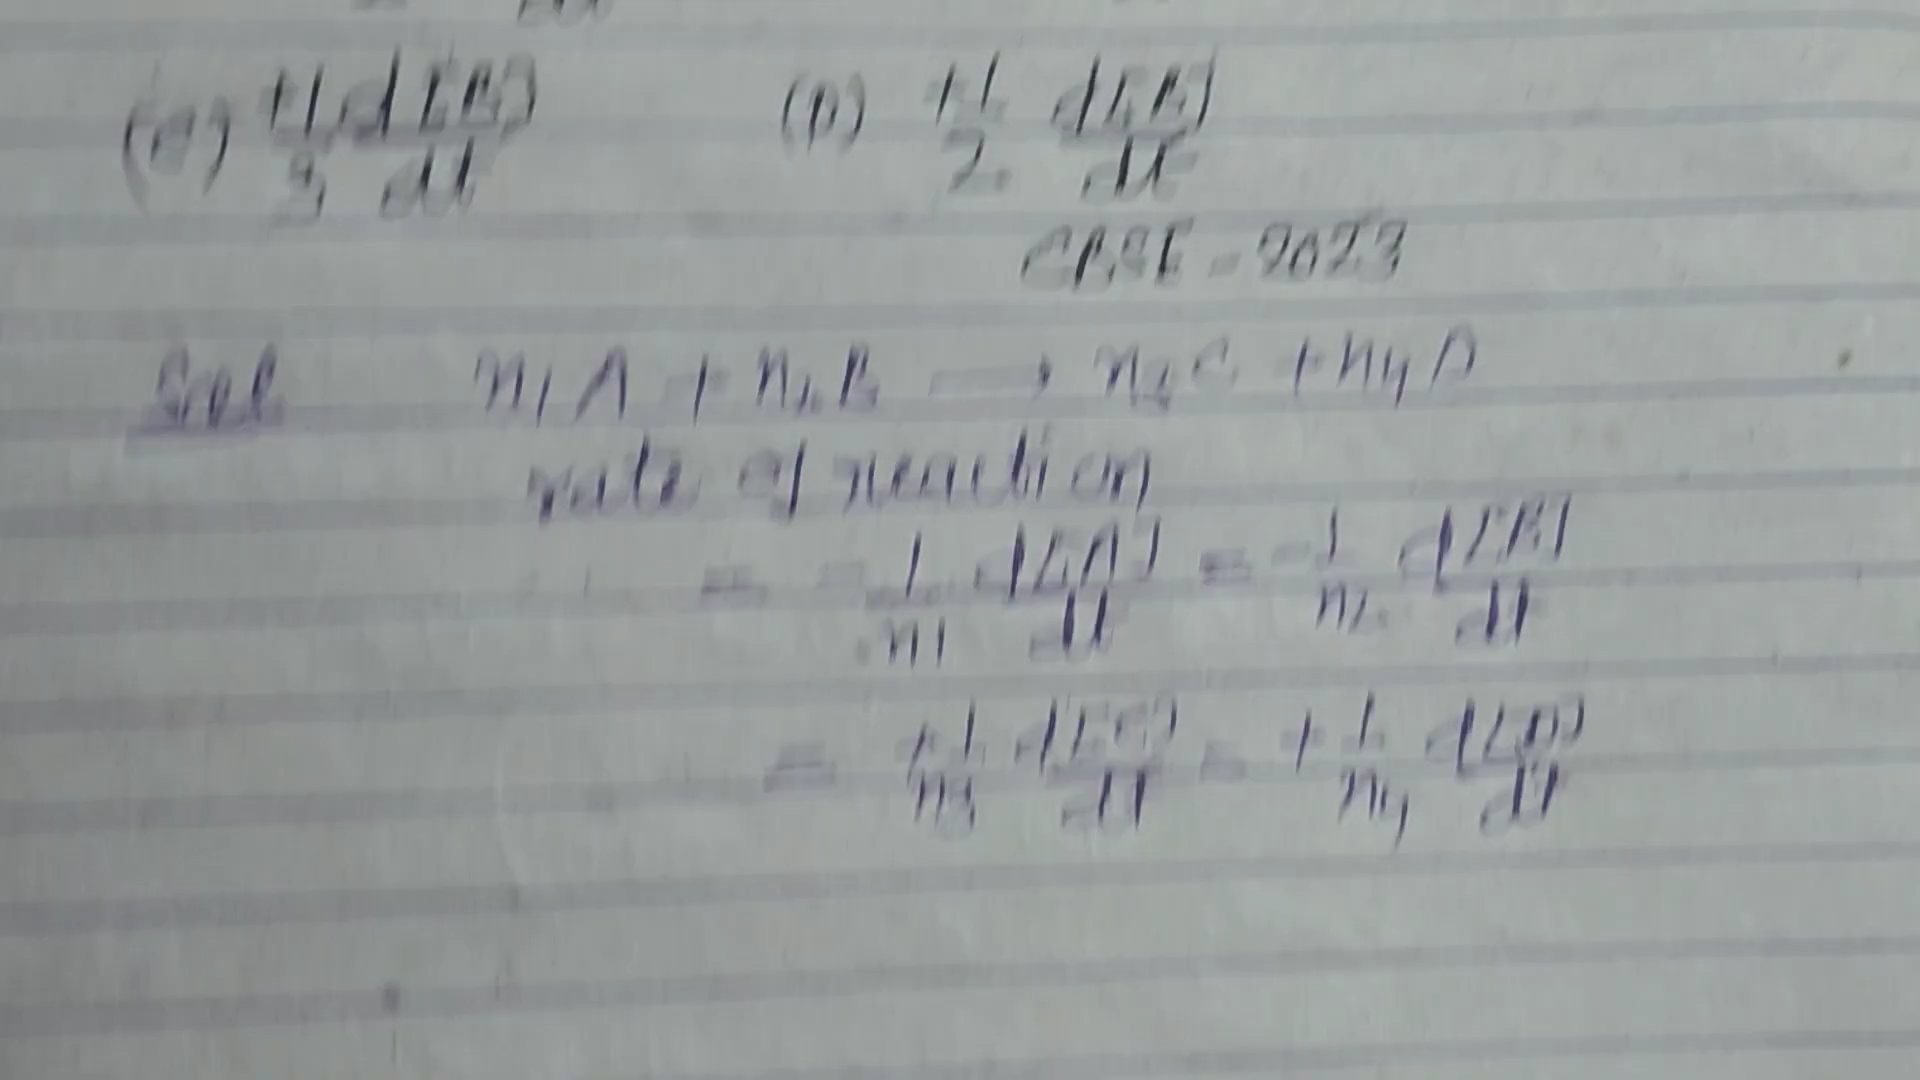 (C) +1/3 d[B]/dt (D) +1/2 d[A]/dt
CBSE - 2023
Sol n1A + n2B → n3C + n4D
rate of reaction
= -1/n1 d[A]/dt = -1/n2 d[B]/dt
= +1/n3 d[C]/dt = +1/n4 d[D]/dt